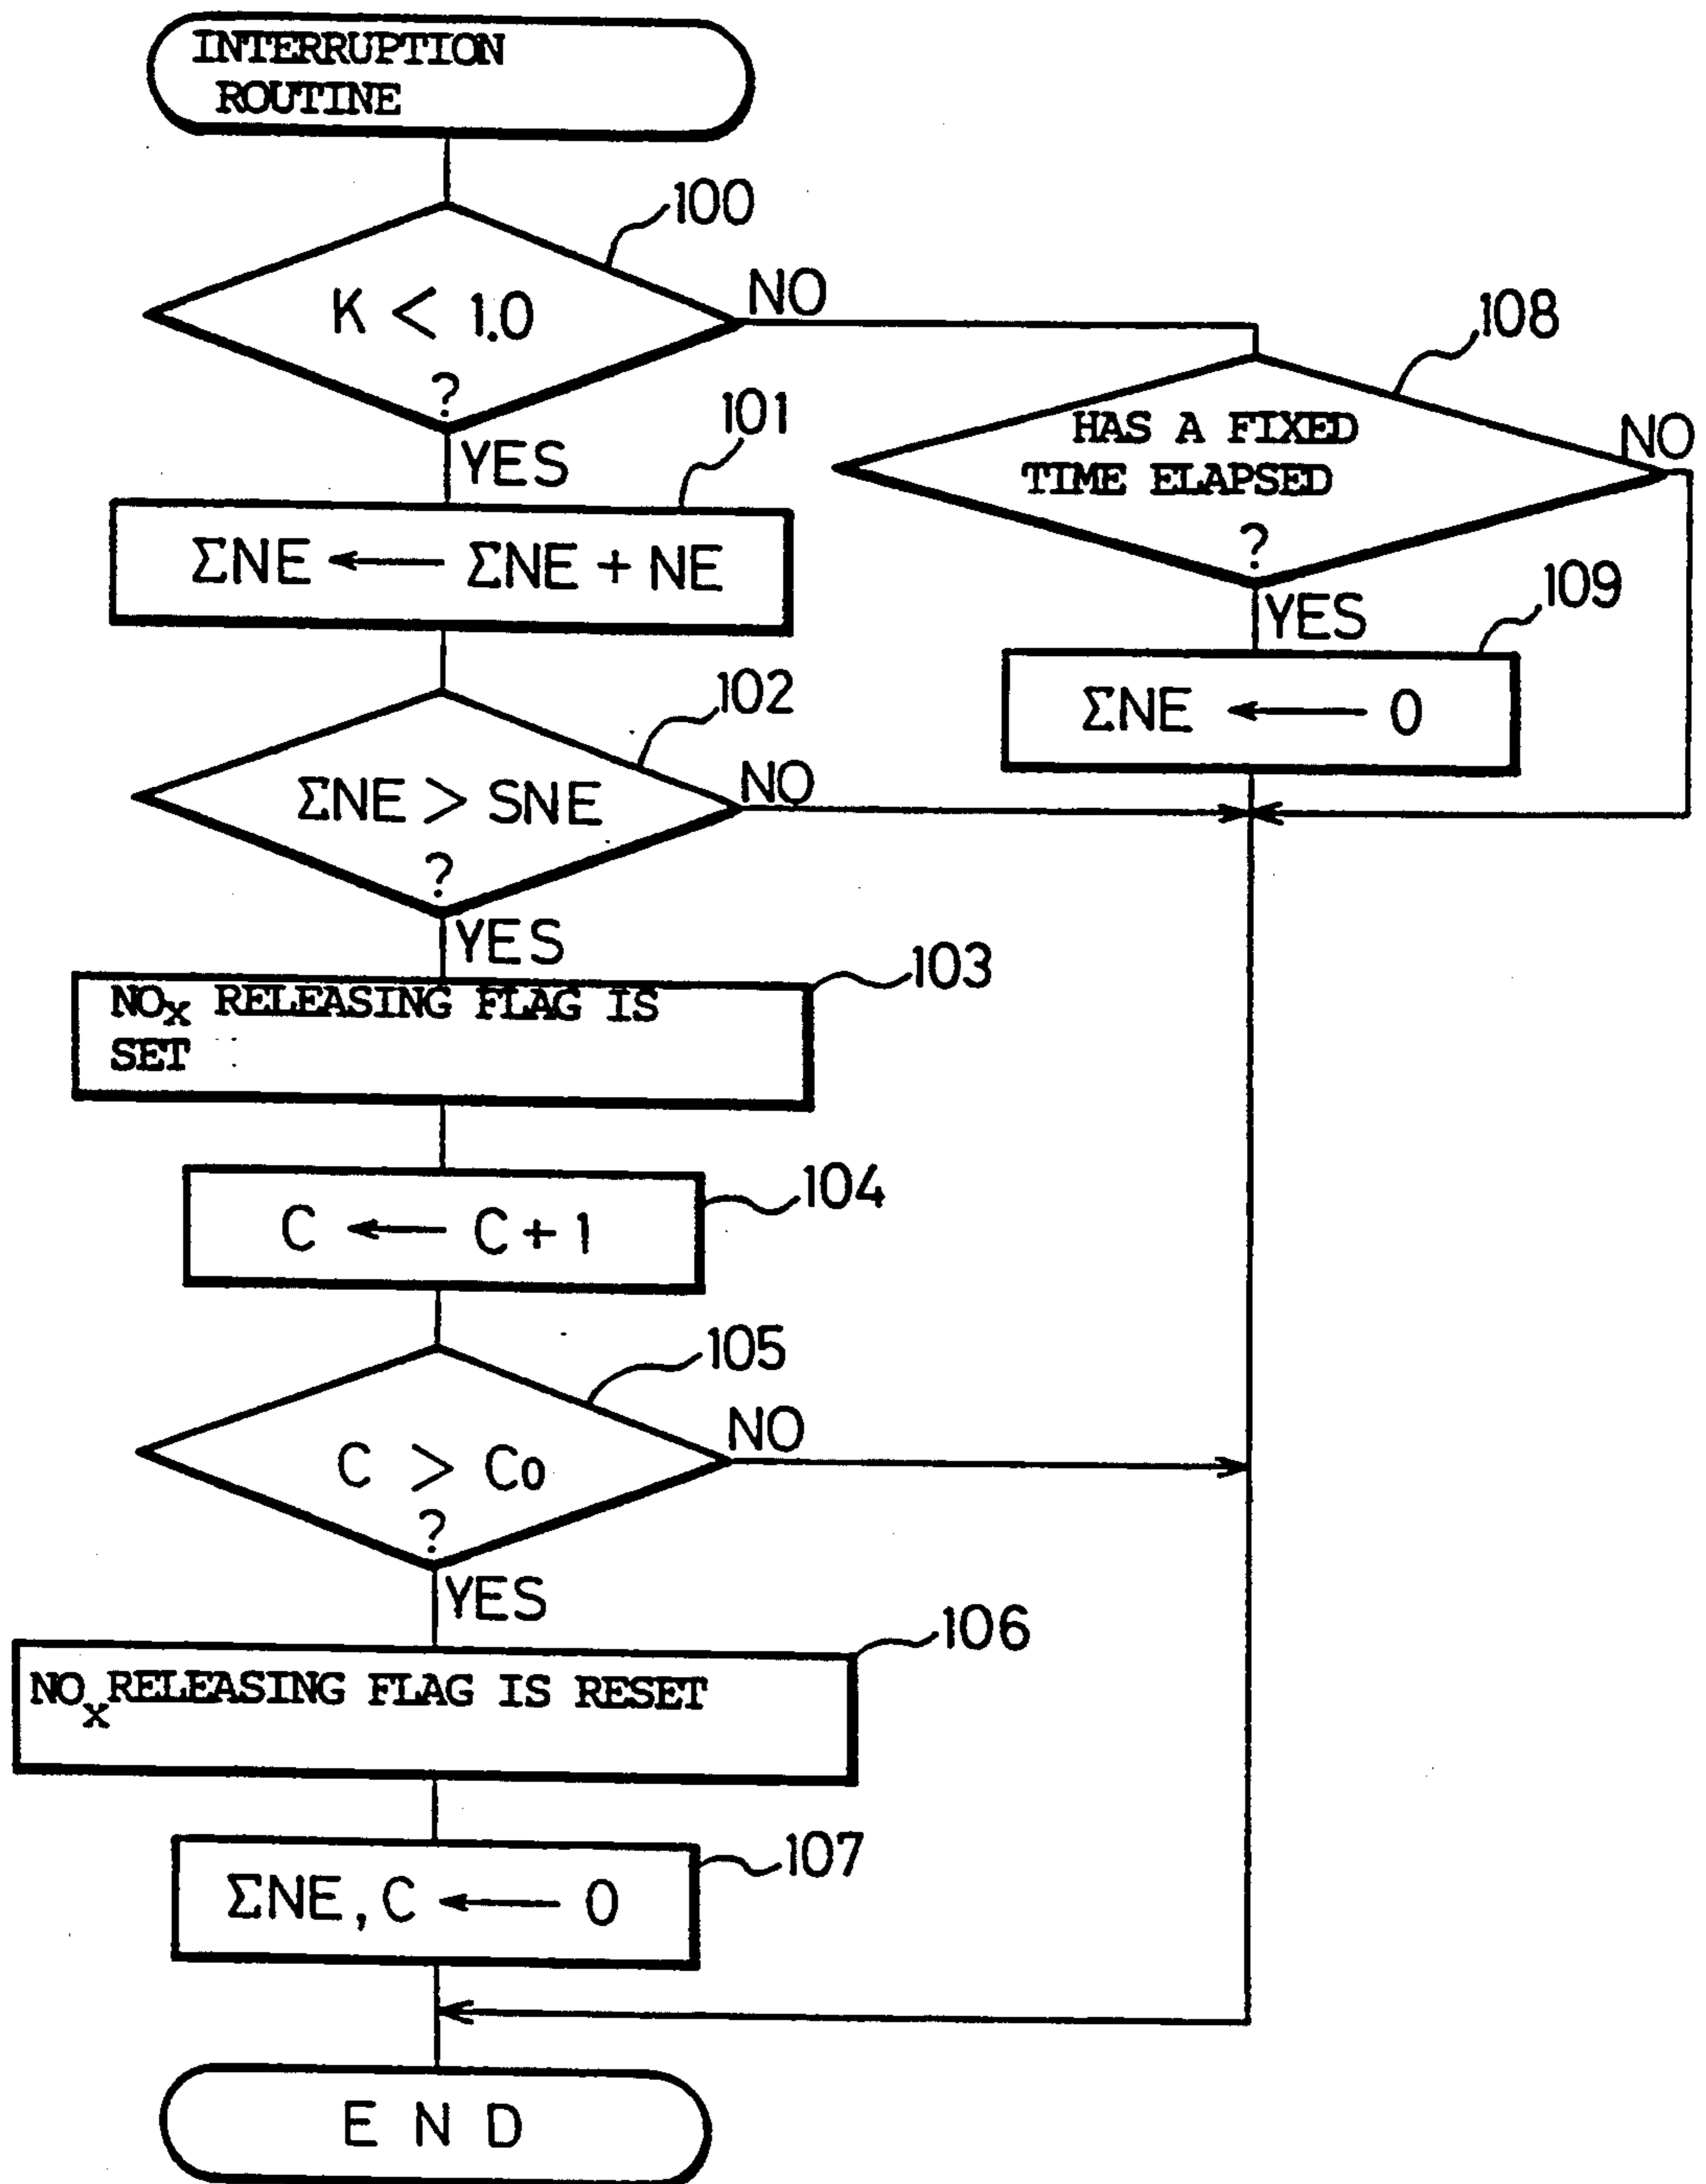 INTERRUPTION
ROUTINE
100
K < 1.0
?
NO
YES
108
HAS A FIXED
TIME ELAPSED
?
NO
YES
101
ΣNE ← ΣNE + NE
109
ΣNE ← 0
102
ΣNE > SNE
?
NO
YES
103
NOx RELEASING FLAG IS
SET
104
C ← C + 1
105
C > Co
?
NO
YES
106
NOx RELEASING FLAG IS RESET
107
ΣNE, C ← 0
END